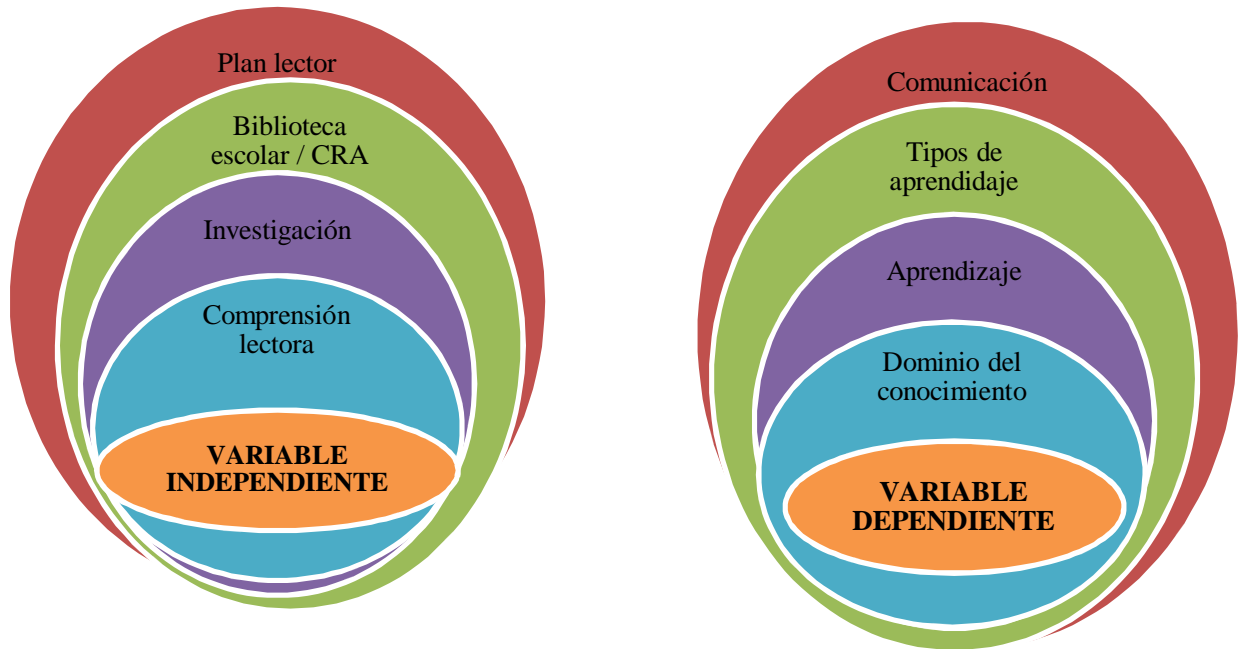 Plan lector
Biblioteca
escolar / CRA
Investigación
Comprensión
lectora
VARIABLE
INDEPENDIENTE
Comunicación
Tipos de
aprendidaje
Aprendizaje
Dominio del
conocimiento
VARIABLE
DEPENDIENTE